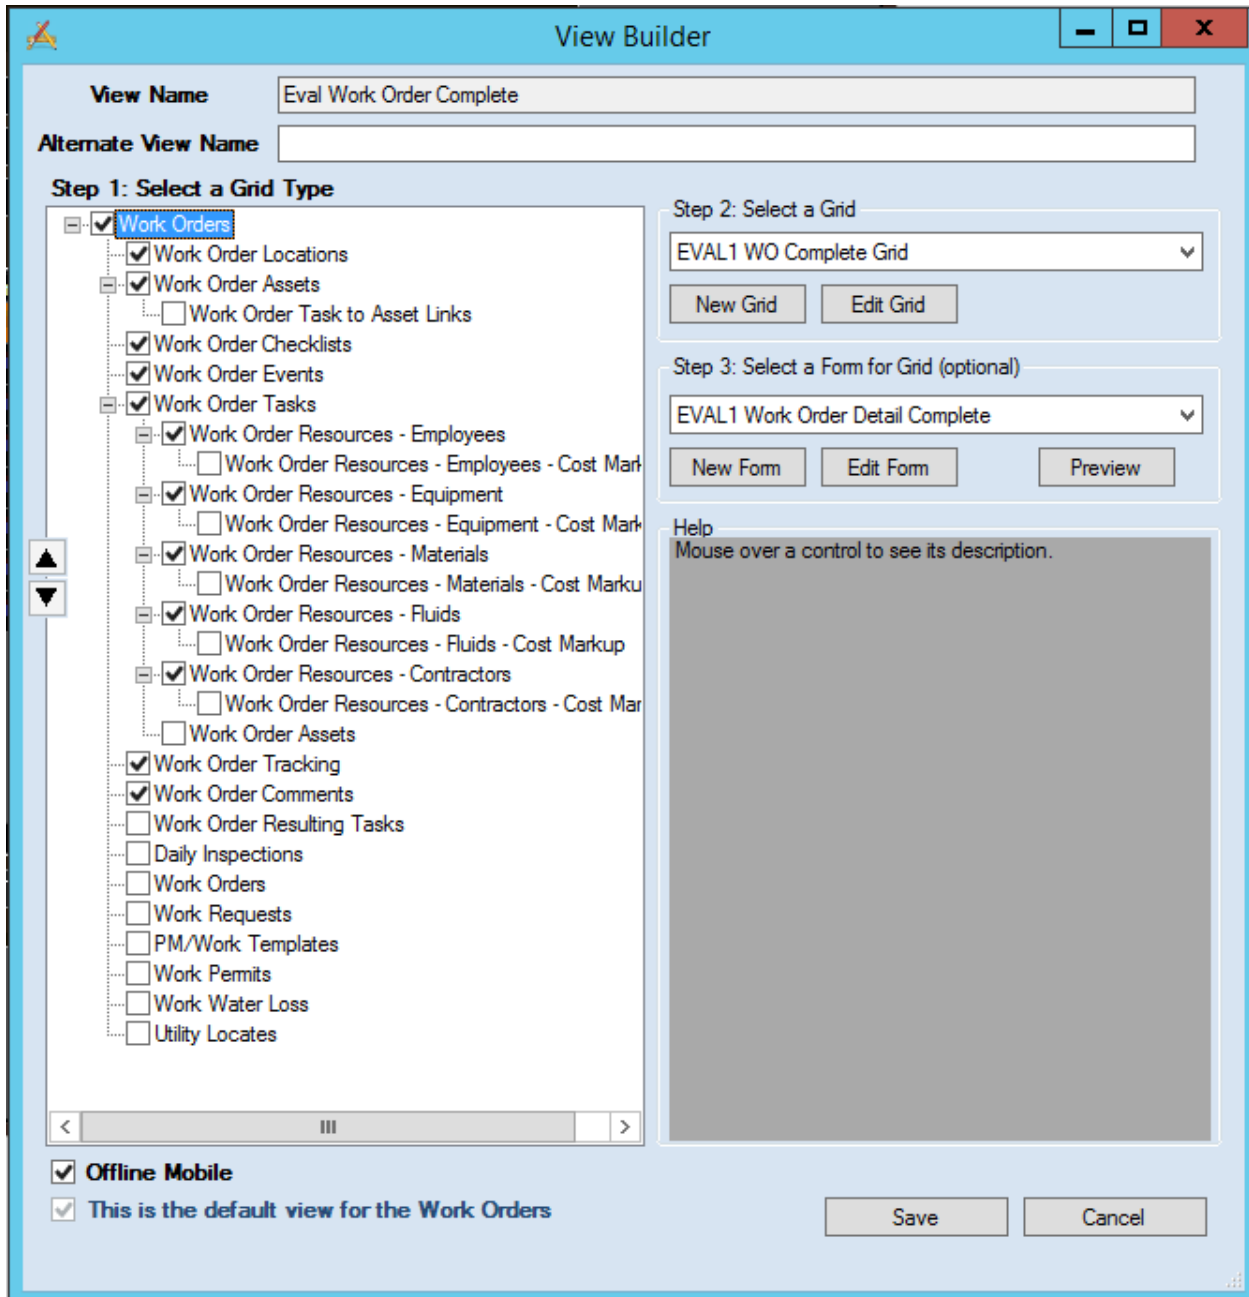 View Builder
View Name
Eval Work Order Complete
Alternate View Name
Step 1: Select a Grid Type
Work Orders
Work Order Locations
Work Order Assets
Work Order Task to Asset Links
Work Order Checklists
Work Order Events
Work Order Tasks
Work Order Resources - Employees
Work Order Resources - Employees - Cost Mark
Work Order Resources - Equipment
Work Order Resources - Equipment - Cost Mark
Work Order Resources - Materials
Work Order Resources - Materials - Cost Marku
Work Order Resources - Fluids
Work Order Resources - Fluids - Cost Markup
Work Order Resources - Contractors
Work Order Resources - Contractors - Cost Mar
Work Order Assets
Work Order Tracking
Work Order Comments
Work Order Resulting Tasks
Daily Inspections
Work Orders
Work Requests
PM/Work Templates
Work Permits
Work Water Loss
Utility Locates
Step 2: Select a Grid
EVAL1 WO Complete Grid
New Grid Edit Grid
Step 3: Select a Form for Grid (optional)
EVAL1 Work Order Detail Complete
New Form Edit Form Preview
Help
Mouse over a control to see its description.
Offline Mobile
This is the default view for the Work Orders
Save Cancel